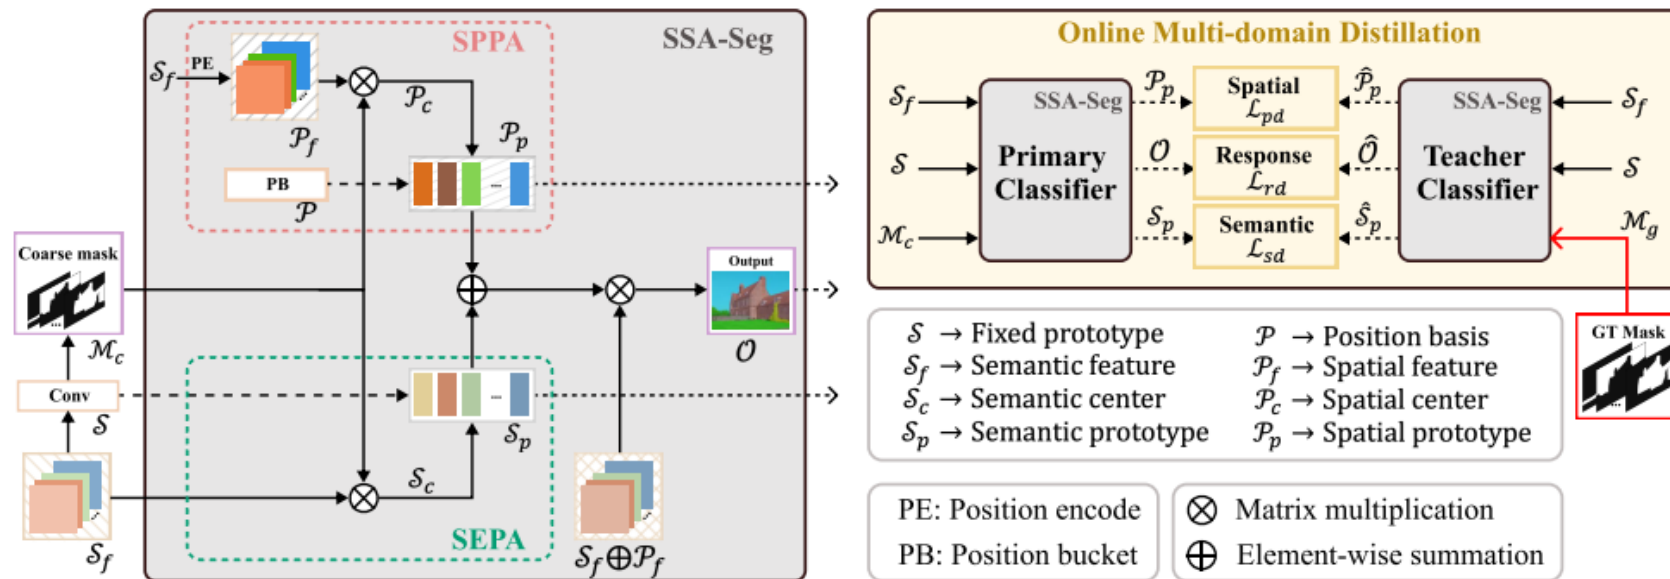 SPPA
SSA-Seg
𝒮_f
PE
𝒫_f
𝒫_c
𝒫_p
PB
𝒫
...
Coarse mask
...
ℳ_c
Conv
𝒮
𝒮_f
Output
𝒪
...
𝒮_p
𝒮_c
SEPA
𝒮_f⊕𝒫_f
Online Multi-domain Distillation
𝒮_f
𝒮
ℳ_c
SSA-Seg
Primary
Classifier
𝒫_p
𝒪
𝒮_p
Spatial
ℒ_pd
Response
ℒ_rd
Semantic
ℒ_sd
𝒫̂_p
𝒪̂
𝒮̂_p
SSA-Seg
Teacher
Classifier
𝒮_f
𝒮
ℳ_g
GT Mask
...
𝒮 → Fixed prototype
𝒮_f → Semantic feature
𝒮_c → Semantic center
𝒮_p → Semantic prototype
𝒫 → Position basis
𝒫_f → Spatial feature
𝒫_c → Spatial center
𝒫_p → Spatial prototype
PE: Position encode
PB: Position bucket
⊗ Matrix multiplication
⊕ Element-wise summation